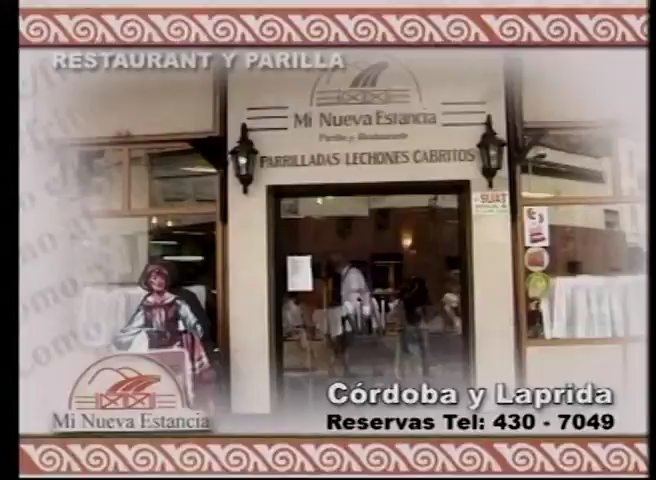 RESTAURANT Y PARILLA
Mi Nueva Estancia
Parrilla y Restaurante
PARRILLADAS LECHONES CABRITOS
SUAT
Mi Nueva Estancia
Córdoba y Laprida
Reservas Tel: 430 - 7049